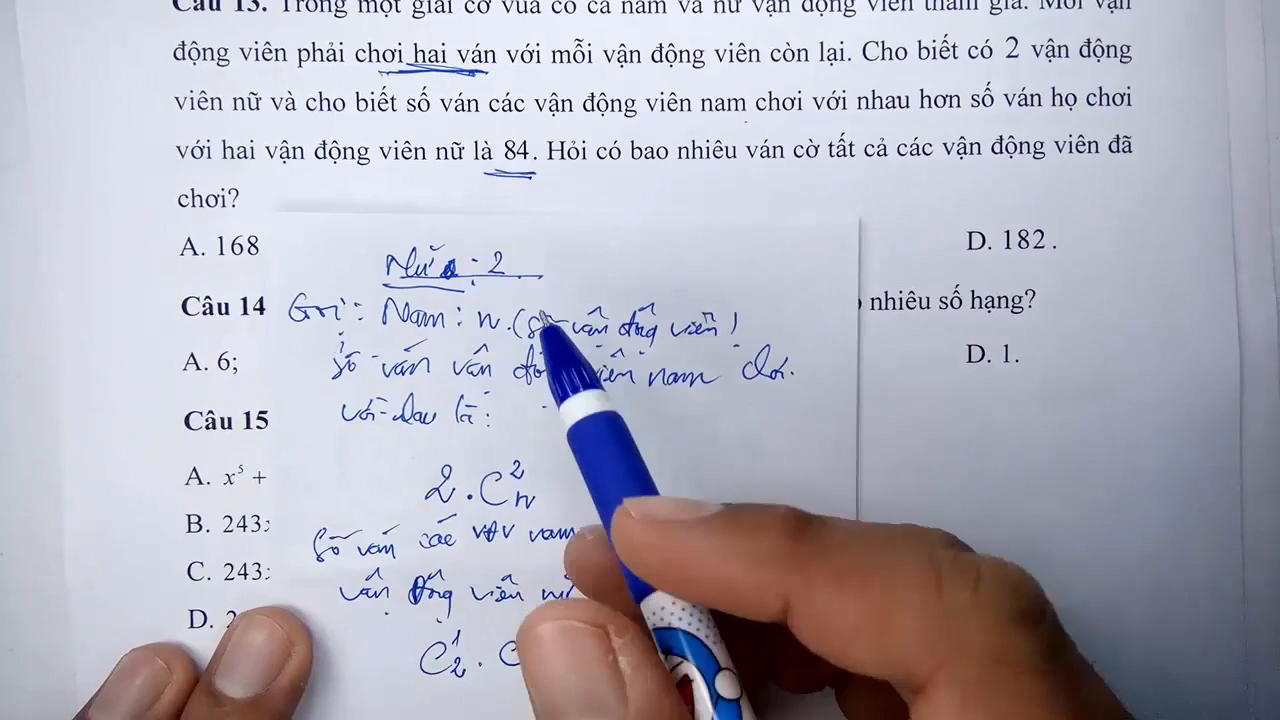 Câu 13. Trong một giải cờ vua có cả nam và nữ vận động viên tham gia. Mỗi vận
động viên phải chơi hai ván với mỗi vận động viên còn lại. Cho biết có 2 vận động
viên nữ và cho biết số ván các vận động viên nam chơi với nhau hơn số ván họ chơi
với hai vận động viên nữ là 84. Hỏi có bao nhiêu ván cờ tất cả các vận động viên đã
chơi?
A. 168
D. 182.
Nữ : 2
Câu 14
Gọi: Nam: n (số vận động viên)
nhiêu số hạng?
A. 6;
số ván vận động viên nam
D. 1.
Câu 15
với nhau là:
A. x⁵ +
2 . C²ₙ
B. 243
số ván các VĐV nam
C. 243
vận động viên nữ
D. 2
C¹₂ . C